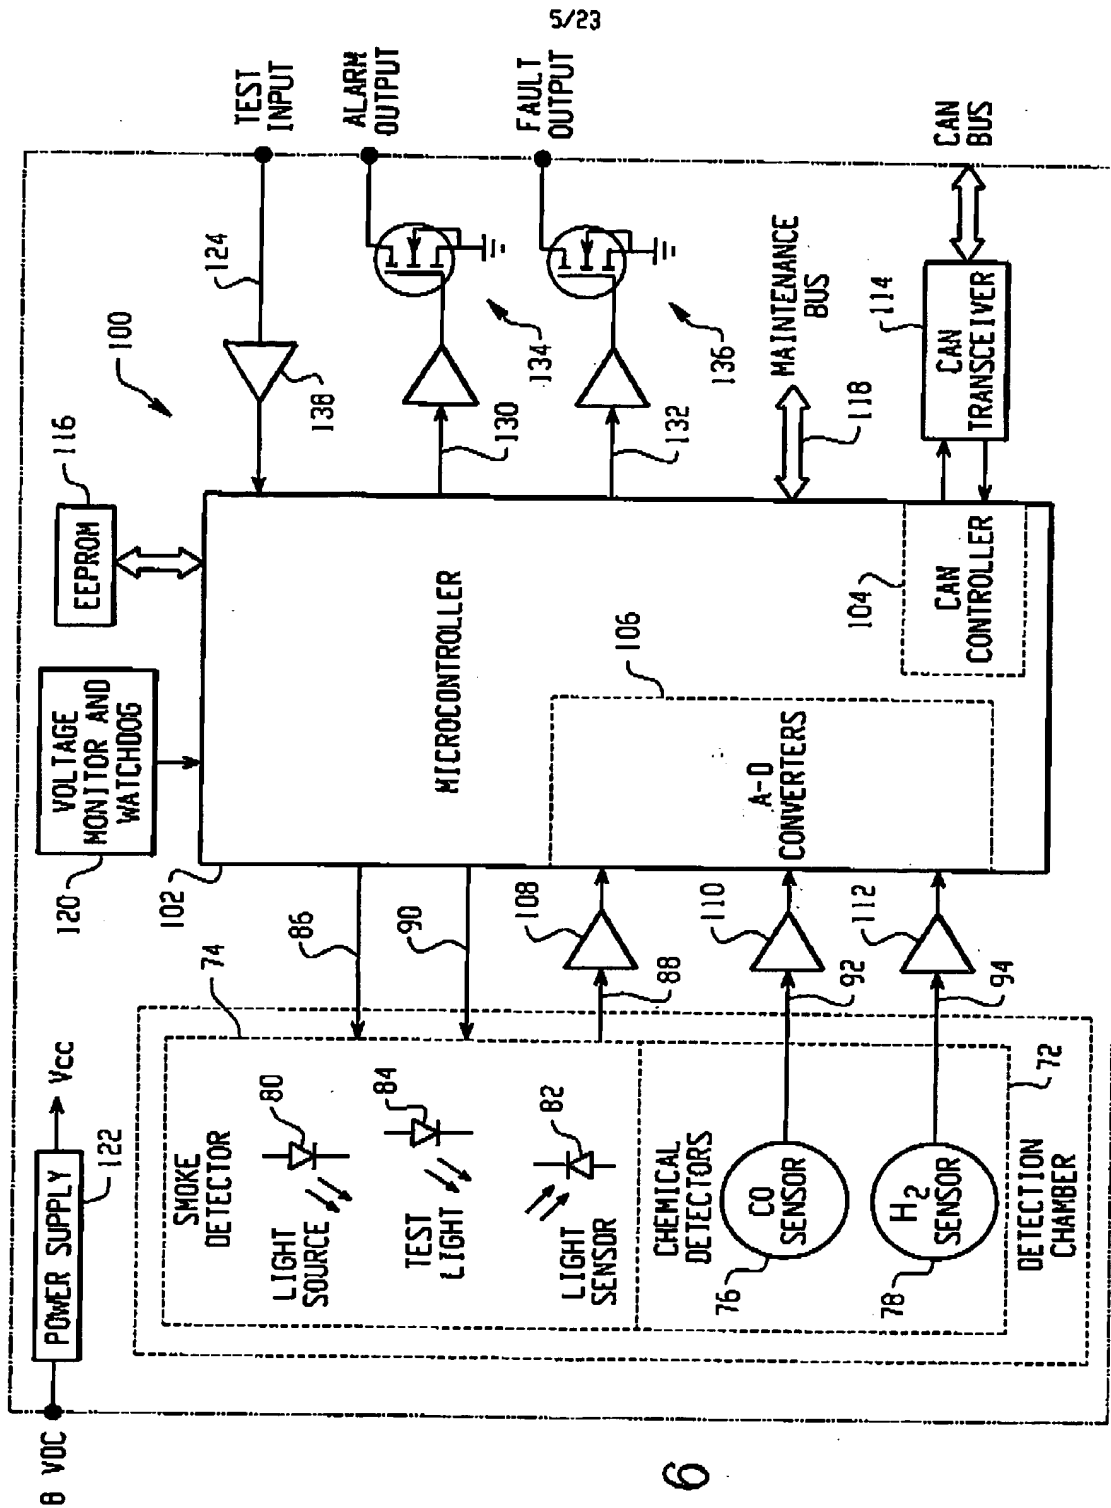 5/23
8 VDC
POWER SUPPLY
Vcc
122
VOLTAGE
MONITOR AND
WATCHDOG
120
EEPROM
116
100
TEST
INPUT
124
138
ALARM
OUTPUT
134
130
FAULT
OUTPUT
136
132
MAINTENANCE
BUS
118
CAN
BUS
CAN
TRANSCEIVER
114
CAN
CONTROLLER
104
MICROCONTROLLER
102
A-D
CONVERTERS
106
86
90
108
88
110
92
112
94
SMOKE
DETECTOR
74
LIGHT
SOURCE
80
TEST
LIGHT
84
LIGHT
SENSOR
82
CHEMICAL
DETECTORS
CO
SENSOR
76
H2
SENSOR
78
DETECTION
CHAMBER
72
6